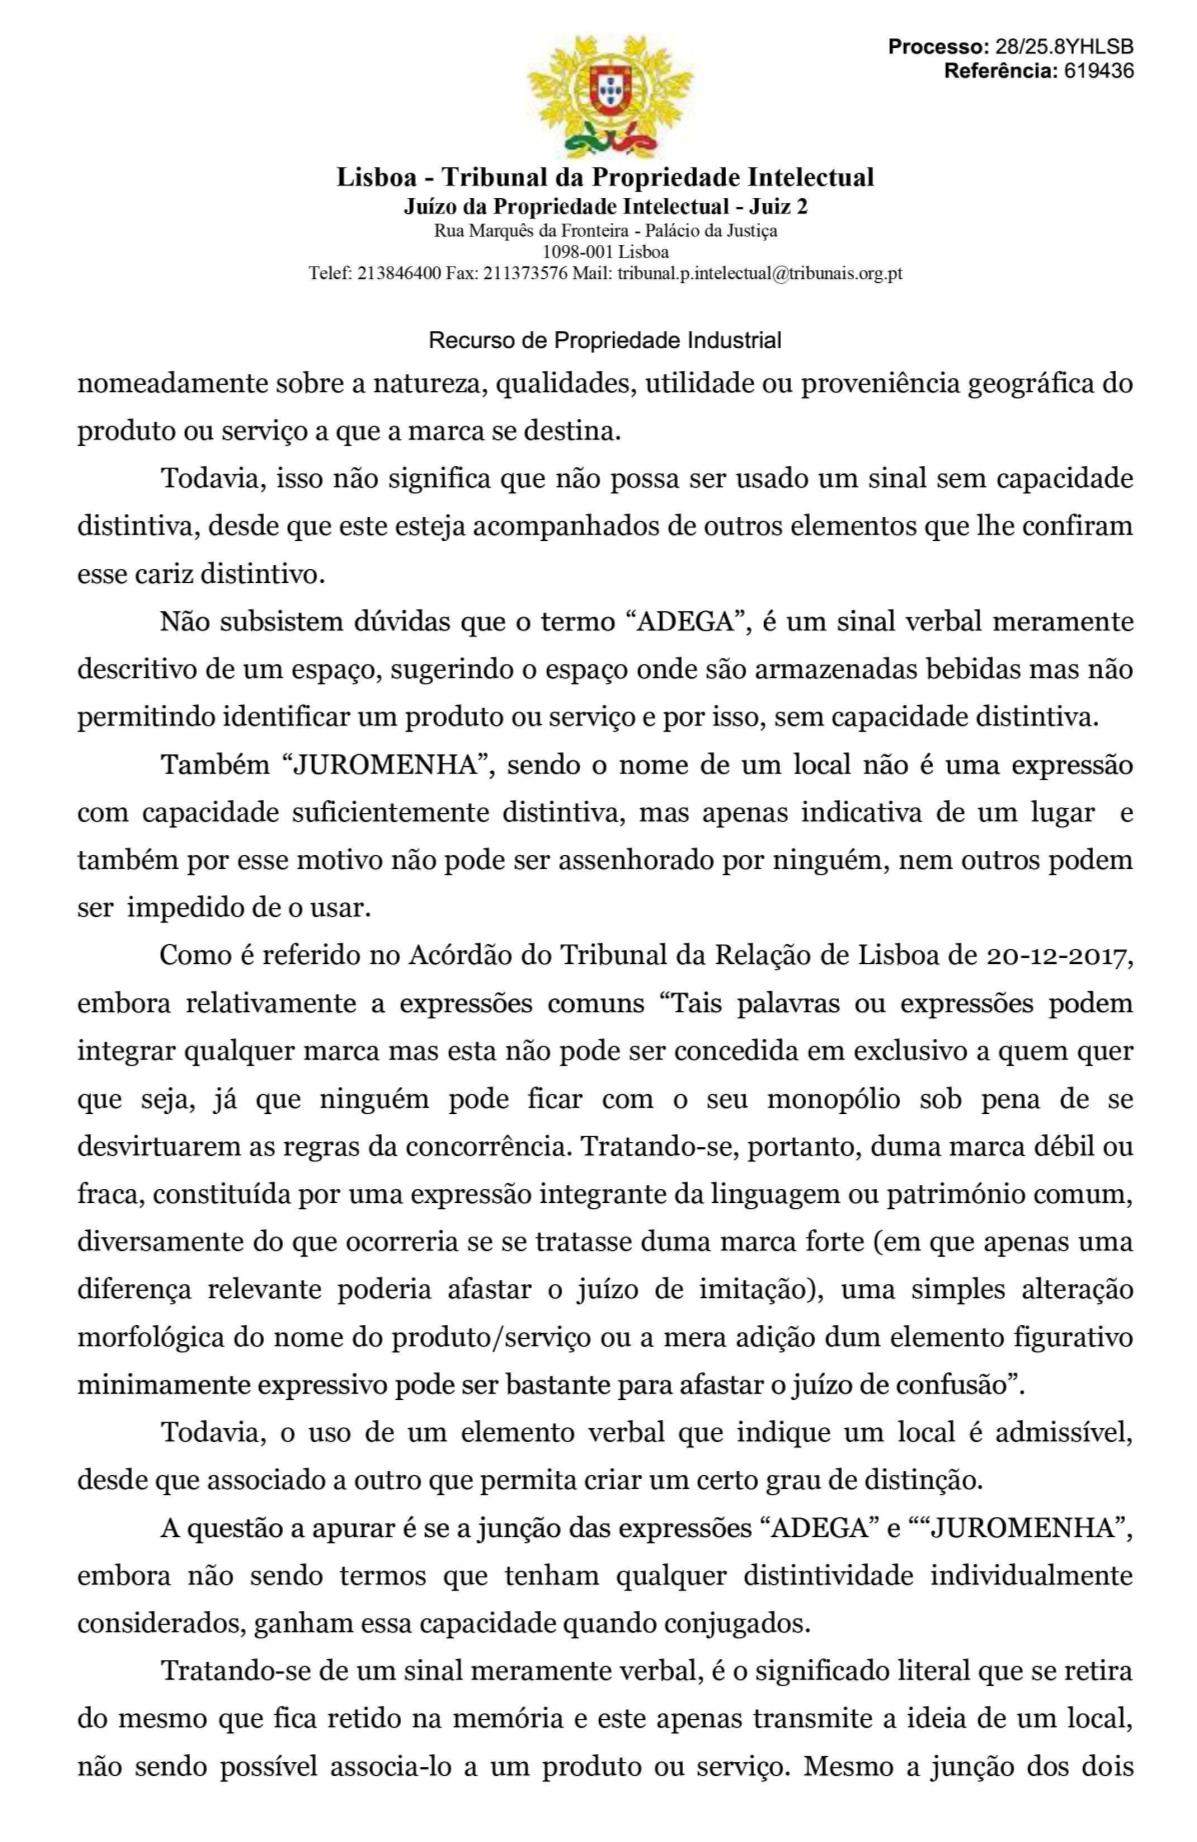 Processo: 28/25.8YHLSB
Referência: 619436
Lisboa - Tribunal da Propriedade Intelectual
Juízo da Propriedade Intelectual - Juiz 2
Rua Marquês da Fronteira - Palácio da Justiça
1098-001 Lisboa
Telef: 213846400 Fax: 211373576 Mail: tribunal.p.intelectual@tribunais.org.pt
Recurso de Propriedade Industrial
nomeadamente sobre a natureza, qualidades, utilidade ou proveniência geográfica do
produto ou serviço a que a marca se destina.
Todavia, isso não significa que não possa ser usado um sinal sem capacidade
distintiva, desde que este esteja acompanhados de outros elementos que lhe confiram
esse cariz distintivo.
Não subsistem dúvidas que o termo “ADEGA”, é um sinal verbal meramente
descritivo de um espaço, sugerindo o espaço onde são armazenadas bebidas mas não
permitindo identificar um produto ou serviço e por isso, sem capacidade distintiva.
Também “JUROMENHA”, sendo o nome de um local não é uma expressão
com capacidade suficientemente distintiva, mas apenas indicativa de um lugar e
também por esse motivo não pode ser assenhorado por ninguém, nem outros podem
ser impedido de o usar.
Como é referido no Acórdão do Tribunal da Relação de Lisboa de 20-12-2017,
embora relativamente a expressões comuns “Tais palavras ou expressões podem
integrar qualquer marca mas esta não pode ser concedida em exclusivo a quem quer
que seja, já que ninguém pode ficar com o seu monopólio sob pena de se
desvirtuarem as regras da concorrência. Tratando-se, portanto, duma marca débil ou
fraca, constituída por uma expressão integrante da linguagem ou património comum,
diversamente do que ocorreria se se tratasse duma marca forte (em que apenas uma
diferença relevante poderia afastar o juízo de imitação), uma simples alteração
morfológica do nome do produto/serviço ou a mera adição dum elemento figurativo
minimamente expressivo pode ser bastante para afastar o juízo de confusão”.
Todavia, o uso de um elemento verbal que indique um local é admissível,
desde que associado a outro que permita criar um certo grau de distinção.
A questão a apurar é se a junção das expressões “ADEGA” e ““JUROMENHA”,
embora não sendo termos que tenham qualquer distintividade individualmente
considerados, ganham essa capacidade quando conjugados.
Tratando-se de um sinal meramente verbal, é o significado literal que se retira
do mesmo que fica retido na memória e este apenas transmite a ideia de um local,
não sendo possível associa-lo a um produto ou serviço. Mesmo a junção dos dois